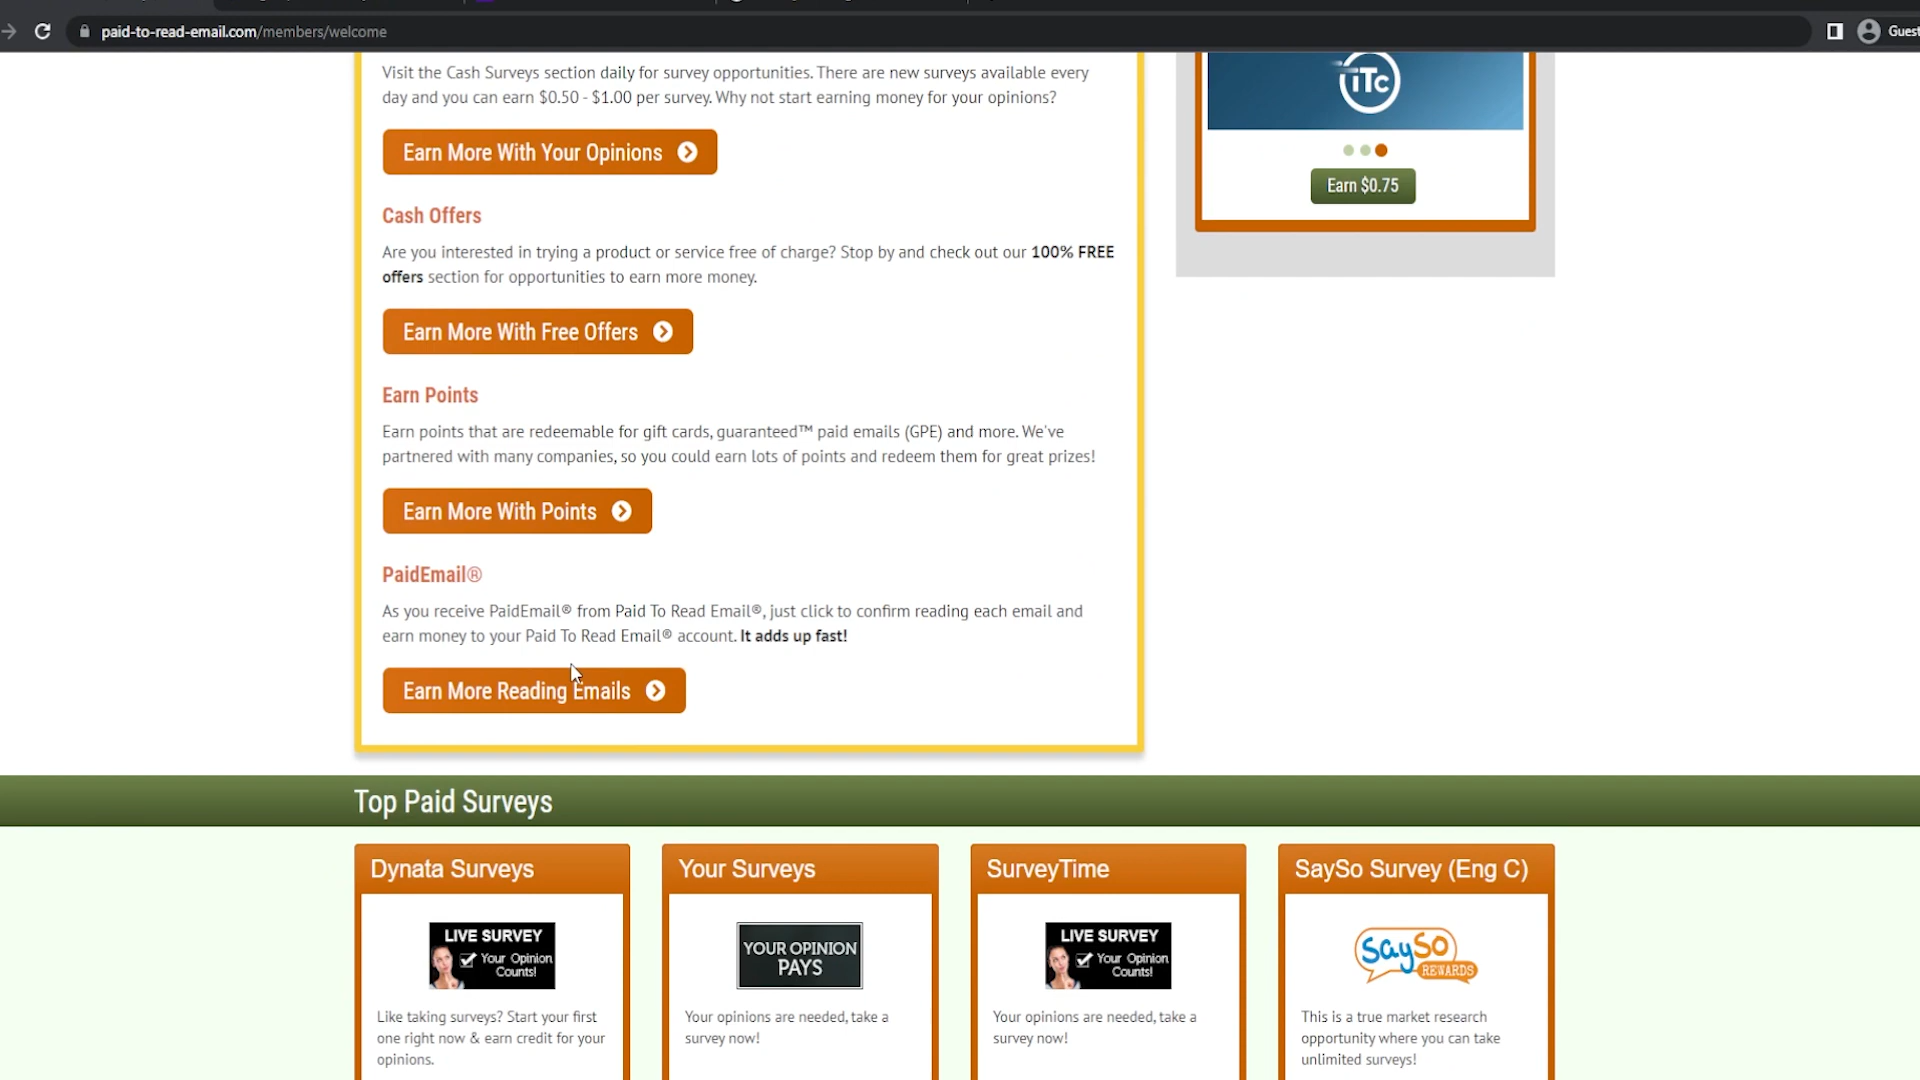 paid-to-read-email.com/members/welcome
Guest
Visit the Cash Surveys section daily for survey opportunities. There are new surveys available every
day and you can earn $0.50 - $1.00 per survey. Why not start earning money for your opinions?
Earn More With Your Opinions
Cash Offers
Are you interested in trying a product or service free of charge? Stop by and check out our 100% FREE
offers section for opportunities to earn more money.
Earn More With Free Offers
Earn Points
Earn points that are redeemable for gift cards, guaranteed™ paid emails (GPE) and more. We've
partnered with many companies, so you could earn lots of points and redeem them for great prizes!
Earn More With Points
PaidEmail®
As you receive PaidEmail® from Paid To Read Email®, just click to confirm reading each email and
earn money to your Paid To Read Email® account. It adds up fast!
Earn More Reading Emails
iTc
Earn $0.75
Top Paid Surveys
Dynata Surveys
LIVE SURVEY
Your Opinion
Counts!
Like taking surveys? Start your first
one right now & earn credit for your
opinions.
Your Surveys
YOUR OPINION
PAYS
Your opinions are needed, take a
survey now!
SurveyTime
LIVE SURVEY
Your Opinion
Counts!
Your opinions are needed, take a
survey now!
SaySo Survey (Eng C)
SaySo
REWARDS
This is a true market research
opportunity where you can take
unlimited surveys!